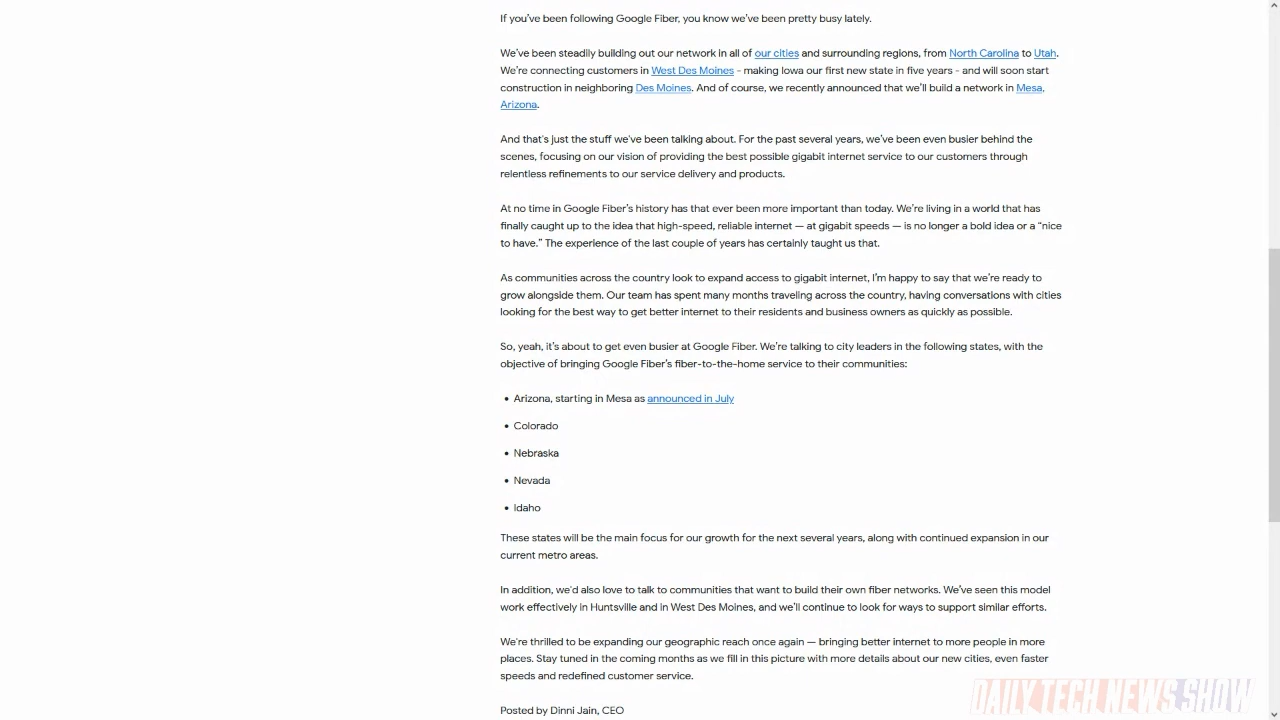 If you've been following Google Fiber, you know we've been pretty busy lately.
We've been steadily building out our network in all of our cities and surrounding regions, from North Carolina to Utah.
We're connecting customers in West Des Moines - making Iowa our first new state in five years - and will soon start
construction in neighboring Des Moines. And of course, we recently announced that we'll build a network in Mesa,
Arizona.
And that's just the stuff we've been talking about. For the past several years, we've been even busier behind the
scenes, focusing on our vision of providing the best possible gigabit internet service to our customers through
relentless refinements to our service delivery and products.
At no time in Google Fiber's history has that ever been more important than today. We're living in a world that has
finally caught up to the idea that high-speed, reliable internet — at gigabit speeds — is no longer a bold idea or a “nice
to have.” The experience of the last couple of years has certainly taught us that.
As communities across the country look to expand access to gigabit internet, I'm happy to say that we're ready to
grow alongside them. Our team has spent many months traveling across the country, having conversations with cities
looking for the best way to get better internet to their residents and business owners as quickly as possible.
So, yeah, it's about to get even busier at Google Fiber. We're talking to city leaders in the following states, with the
objective of bringing Google Fiber's fiber-to-the-home service to their communities:
• Arizona, starting in Mesa as announced in July
• Colorado
• Nebraska
• Nevada
• Idaho
These states will be the main focus for our growth for the next several years, along with continued expansion in our
current metro areas.
In addition, we'd also love to talk to communities that want to build their own fiber networks. We've seen this model
work effectively in Huntsville and in West Des Moines, and we'll continue to look for ways to support similar efforts.
We're thrilled to be expanding our geographic reach once again — bringing better internet to more people in more
places. Stay tuned in the coming months as we fill in this picture with more details about our new cities, even faster
speeds and redefined customer service.
Posted by Dinni Jain, CEO
DAILY TECH NEWS SHOW